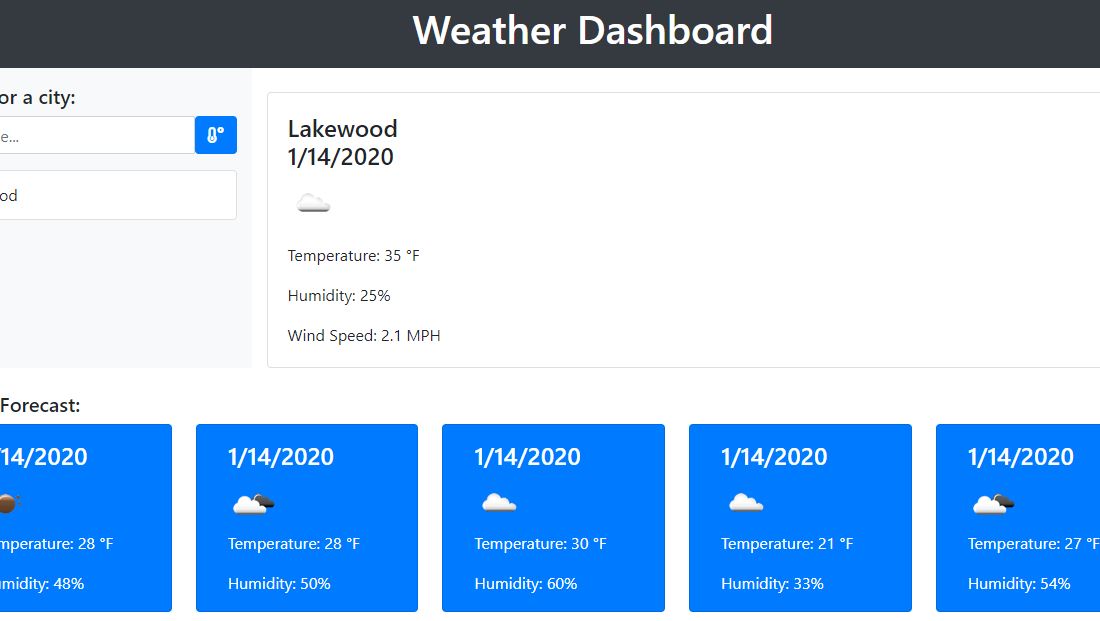 Weather Dashboard
or a city:
e...
od
Lakewood
1/14/2020
Temperature: 35 °F
Humidity: 25%
Wind Speed: 2.1 MPH
Forecast:
/14/2020
mperature: 28 °F
midity: 48%
1/14/2020
Temperature: 28 °F
Humidity: 50%
1/14/2020
Temperature: 30 °F
Humidity: 60%
1/14/2020
Temperature: 21 °F
Humidity: 33%
1/14/2020
Temperature: 27 °F
Humidity: 54%